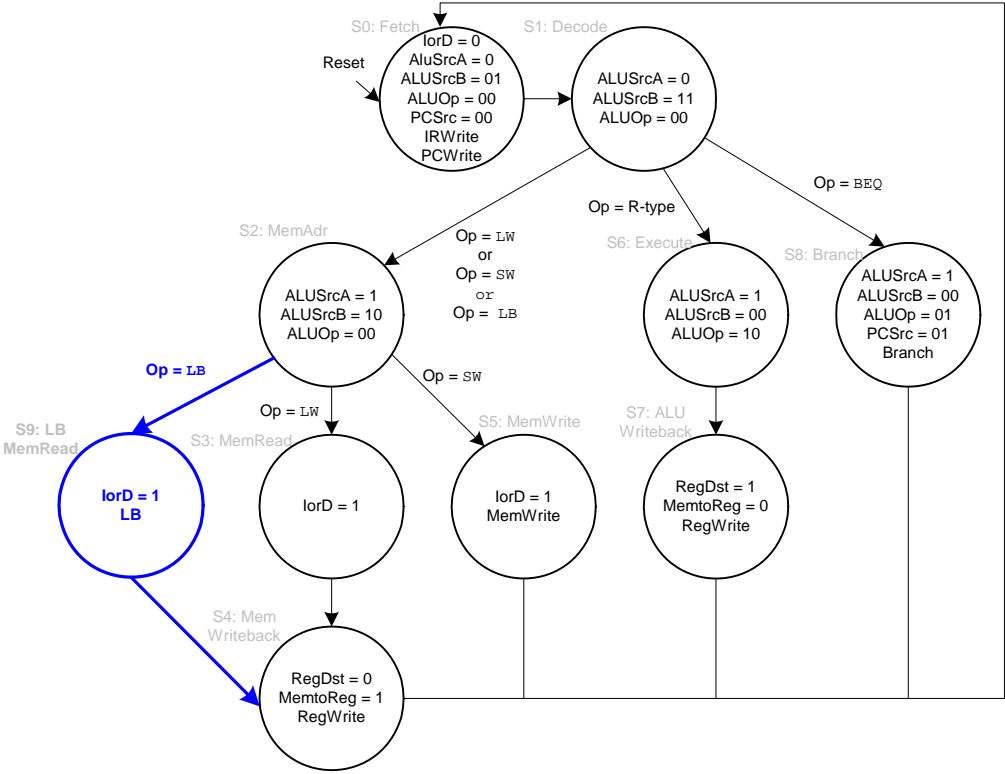 S0: Fetch
S1: Decode
IorD = 0
AluSrcA = 0
ALUSrcB = 01
ALUOp = 00
PCSrc = 00
IRWrite
PCWrite
Reset
ALUSrcA = 0
ALUSrcB = 11
ALUOp = 00
Op = BEQ
Op = R-type
S2: MemAdr
Op = LW
or
Op = SW
or
Op = LB
S6: Execute
S8: Branch
ALUSrcA = 1
ALUSrcB = 10
ALUOp = 00
ALUSrcA = 1
ALUSrcB = 00
ALUOp = 10
ALUSrcA = 1
ALUSrcB = 00
ALUOp = 01
PCSrc = 01
Branch
Op = LB
Op = SW
Op = LW
S9: LB
MemRead
S3: MemRead
S5: MemWrite
S7: ALU
Writeback
IorD = 1
LB
IorD = 1
IorD = 1
MemWrite
RegDst = 1
MemtoReg = 0
RegWrite
S4: Mem
Writeback
RegDst = 0
MemtoReg = 1
RegWrite